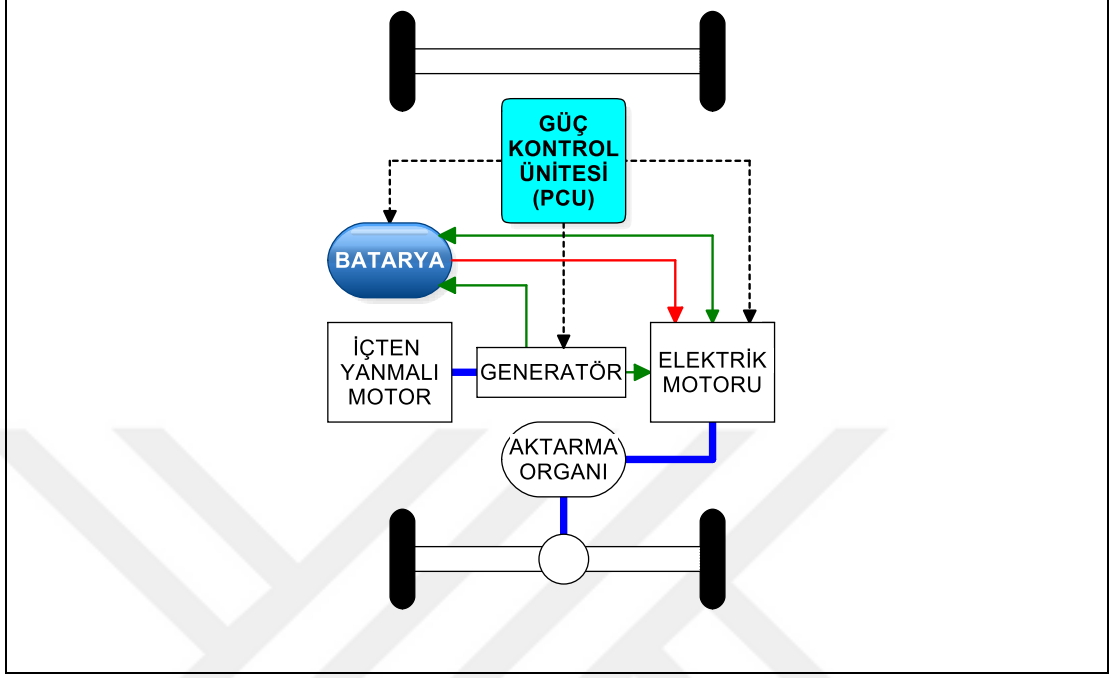 GÜÇ
KONTROL
ÜNİTESİ
(PCU)
BATARYA
İÇTEN
YANMALI
MOTOR
GENERATÖR
ELEKTRİK
MOTORU
AKTARMA
ORGANI